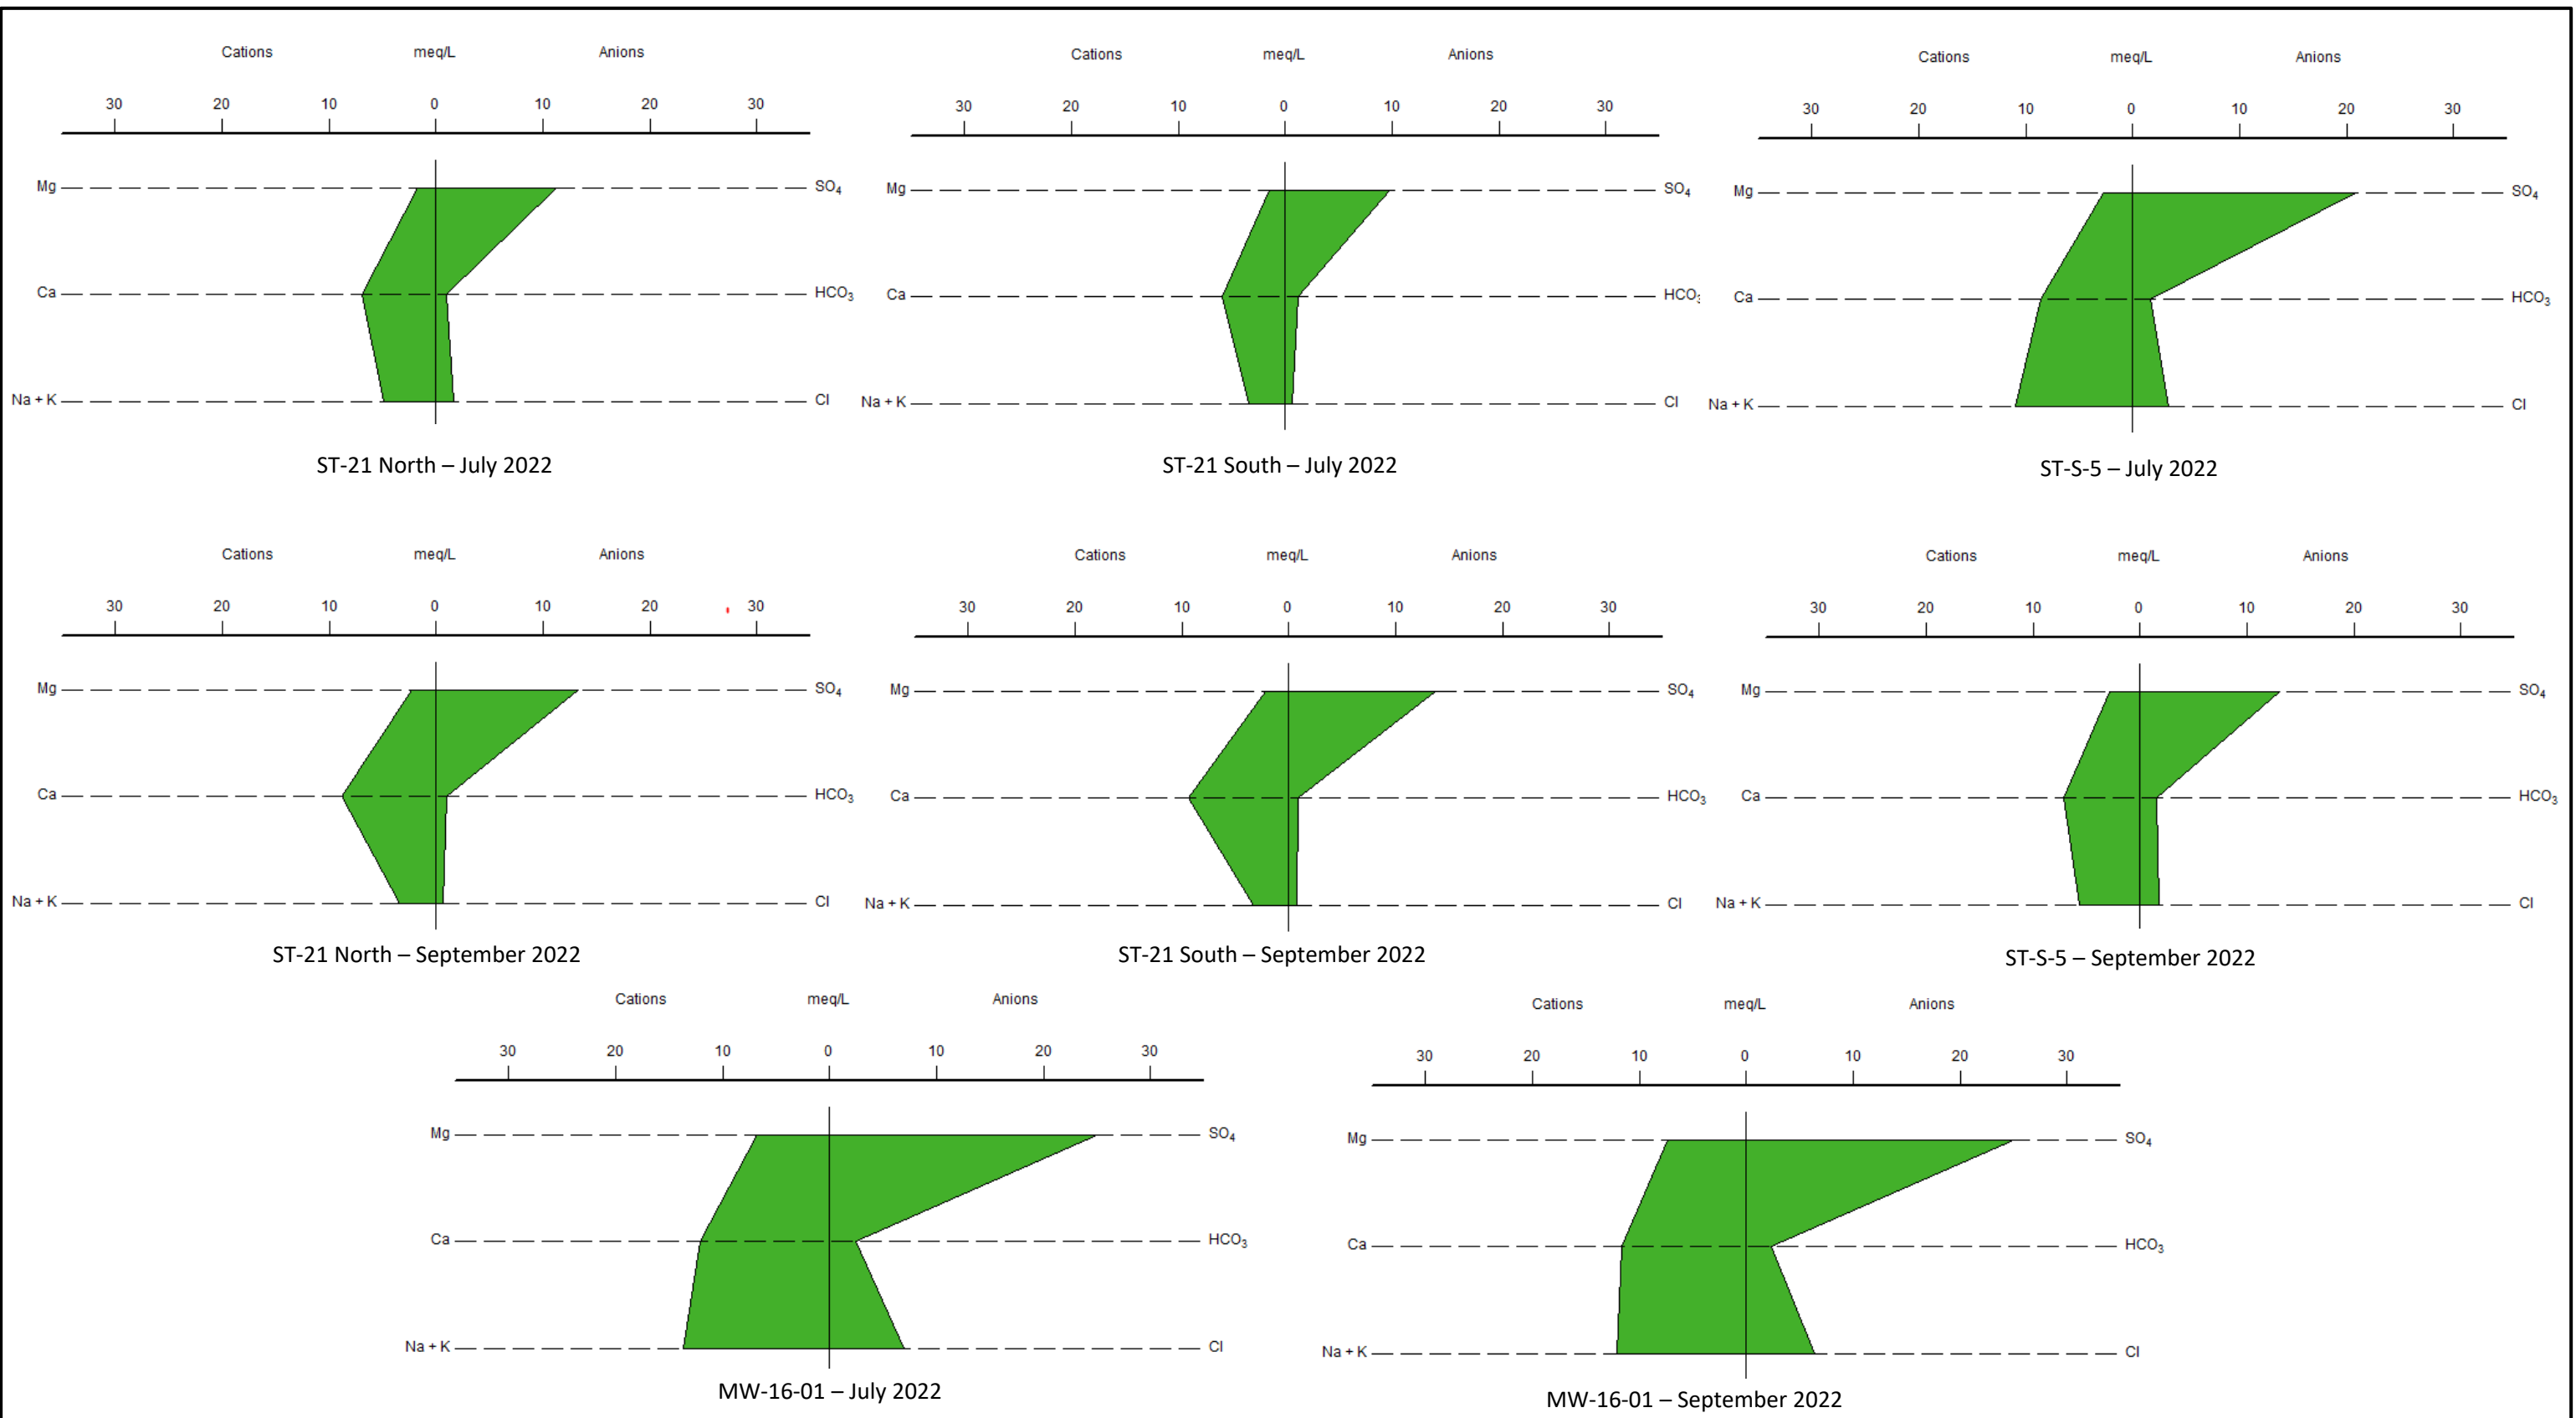 Cations meq/L Anions
30 20 10 0 10 20 30
Mg SO₄
Ca HCO₃
Na + K Cl
ST-21 North – July 2022
Cations meq/L Anions
30 20 10 0 10 20 30
Mg SO₄
Ca HCO₃
Na + K Cl
ST-21 South – July 2022
Cations meq/L Anions
30 20 10 0 10 20 30
Mg SO₄
Ca HCO₃
Na + K Cl
ST-S-5 – July 2022
Cations meq/L Anions
30 20 10 0 10 20 30
Mg SO₄
Ca HCO₃
Na + K Cl
ST-21 North – September 2022
Cations meq/L Anions
30 20 10 0 10 20 30
Mg SO₄
Ca HCO₃
Na + K Cl
ST-21 South – September 2022
Cations meq/L Anions
30 20 10 0 10 20 30
Mg SO₄
Ca HCO₃
Na + K Cl
ST-S-5 – September 2022
Cations meq/L Anions
30 20 10 0 10 20 30
Mg SO₄
Ca HCO₃
Na + K Cl
MW-16-01 – July 2022
Cations meq/L Anions
30 20 10 0 10 20 30
Mg SO₄
Ca HCO₃
Na + K Cl
MW-16-01 – September 2022